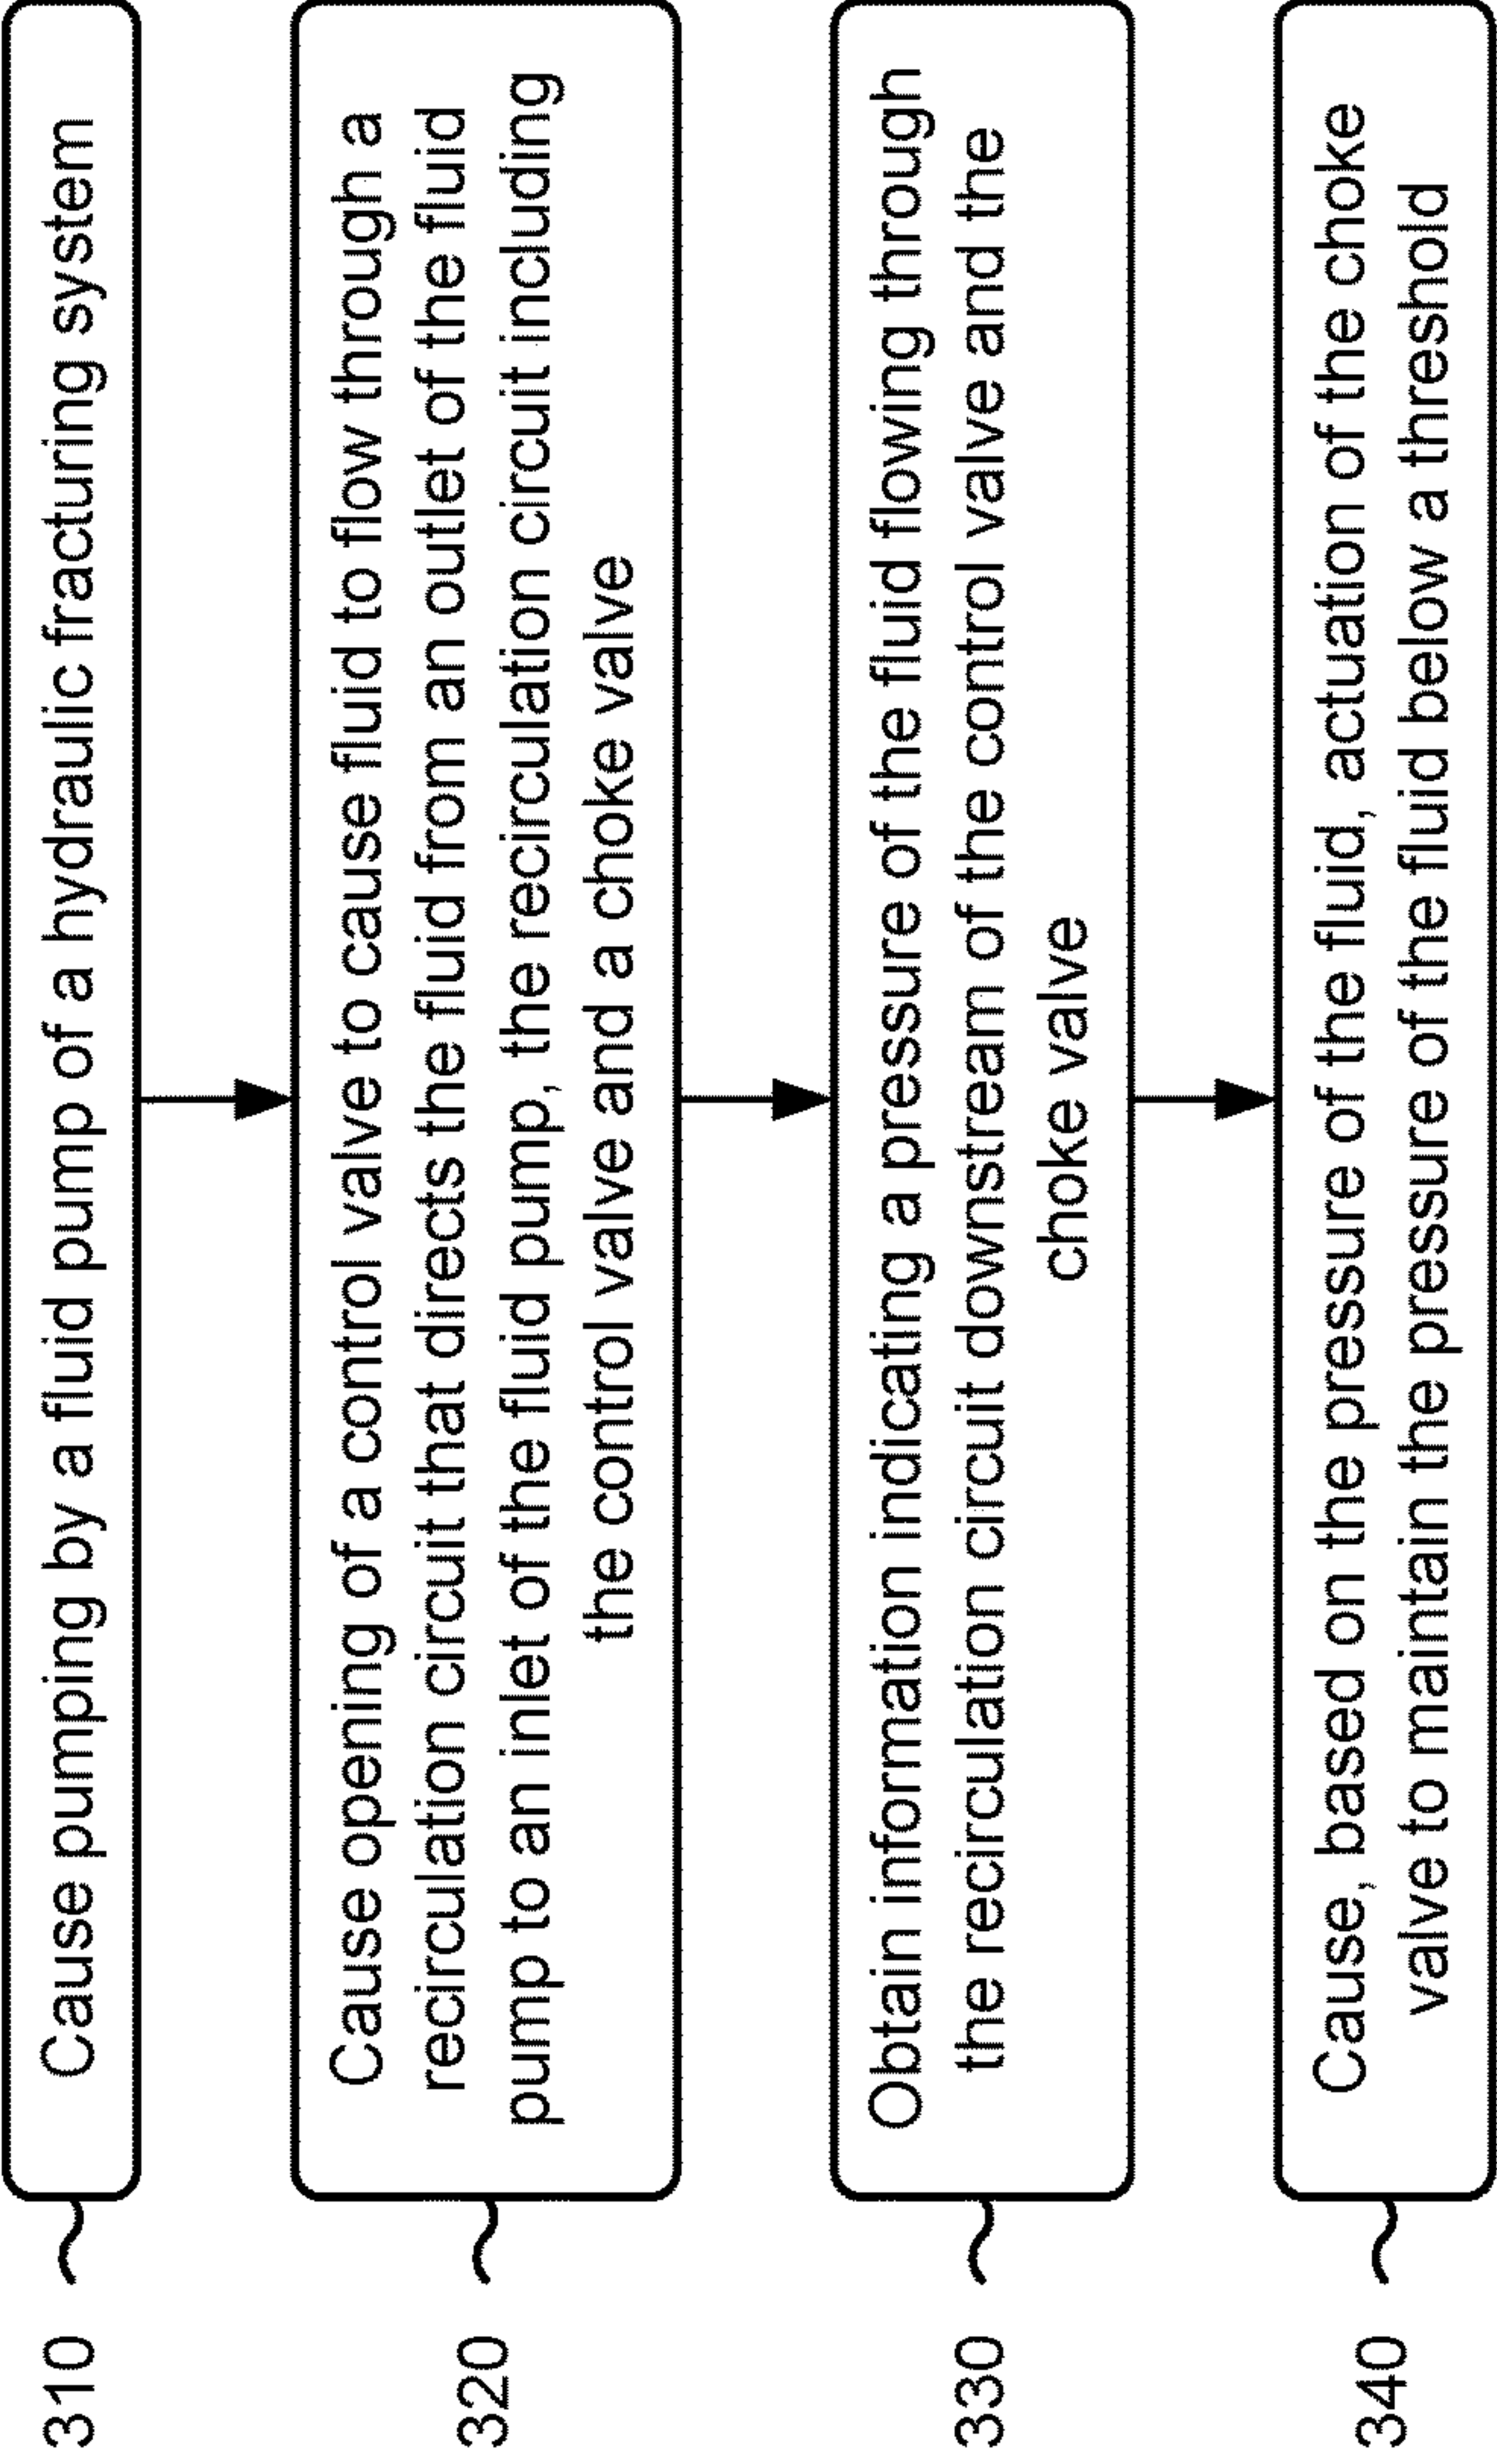 310
Cause pumping by a fluid pump of a hydraulic fracturing system
320
Cause opening of a control valve to cause fluid to flow through a
recirculation circuit that directs the fluid from an outlet of the fluid
pump to an inlet of the fluid pump, the recirculation circuit including
the control valve and a choke valve
330
Obtain information indicating a pressure of the fluid flowing through
the recirculation circuit downstream of the control valve and the
choke valve
340
Cause, based on the pressure of the fluid, actuation of the choke
valve to maintain the pressure of the fluid below a threshold